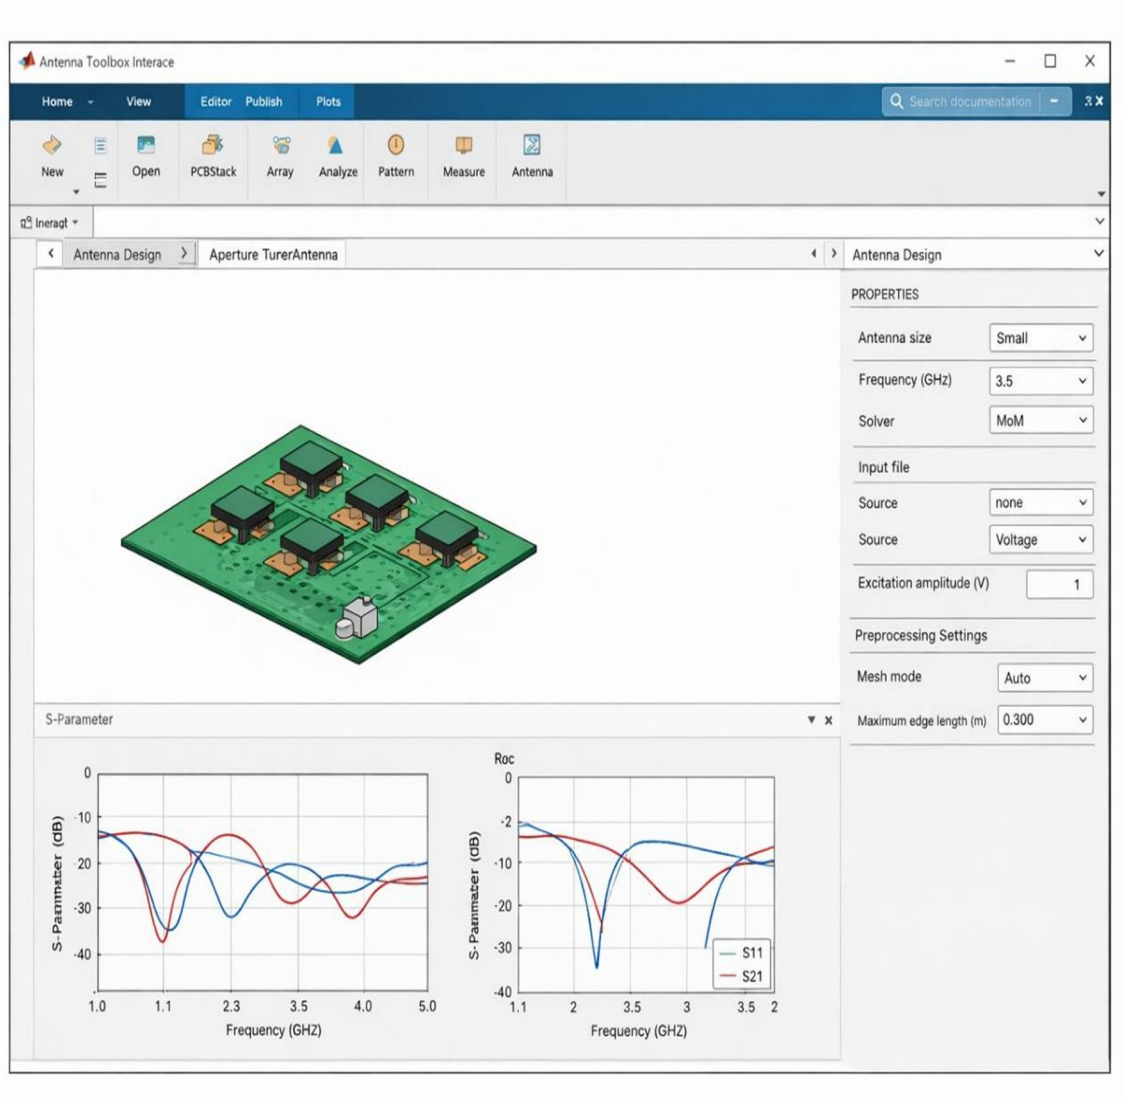 Antenna Toolbox Interace
Home View Editor Publish Plots Search documentation
New Open PCBStack Array Analyze Pattern Measure Antenna
Ineragt
Antenna Design Aperture TurerAntenna
Antenna Design
PROPERTIES
Antenna size Small
Frequency (GHz) 3.5
Solver MoM
Input file
Source none
Source Voltage
Excitation amplitude (V) 1
Preprocessing Settings
Mesh mode Auto
Maximum edge length (m) 0.300
S-Parameter
S-Pammater (dB)
0
-10
-20
-30
-40
1.0 1.1 2.3 3.5 4.0 5.0
Frequency (GHZ)
Roc
S-Pammater (dB)
0
-2
-10
-20
-30
-40
S11
S21
1.1 2 3.5 3 3.5 2
Frequency (GHZ)